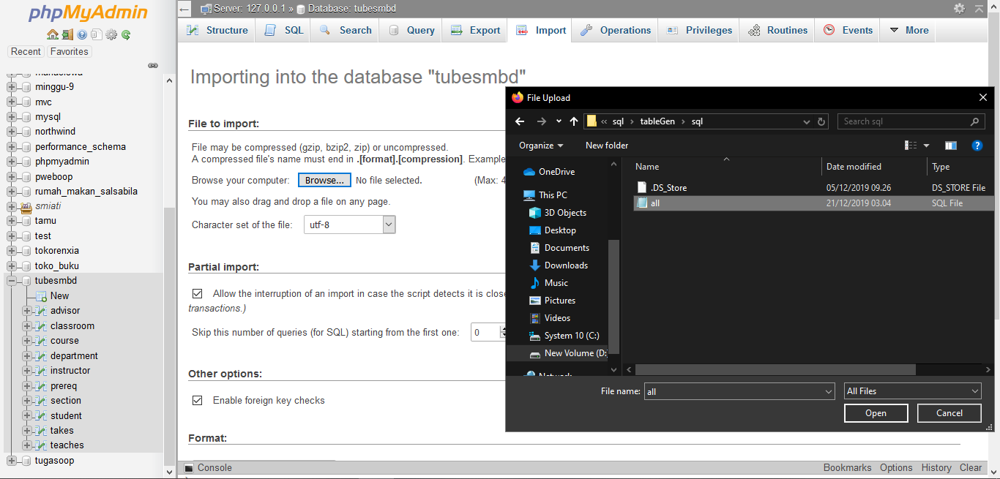 phpMyAdmin
Recent
Favorites
minggu-9
mvc
mysql
northwind
performance_schema
phpmyadmin
pweboop
rumah_makan_salsabila
smiati
tamu
test
tokorenxia
toko_buku
tubesmbd
New
advisor
classroom
course
department
instructor
prereq
section
student
takes
teaches
tugasoop
Server: 127.0.0.1 » Database: tubesmbd
Structure SQL Search Query Export Import Operations Privileges Routines Events More
Importing into the database "tubesmbd"
File to import:
File may be compressed (gzip, bzip2, zip) or uncompressed.
A compressed file's name must end in .[format].[compression]. Example
Browse your computer: Browse... No file selected. (Max: 4
You may also drag and drop a file on any page.
Character set of the file: utf-8
Partial import:
Allow the interruption of an import in case the script detects it is close
transactions.)
Skip this number of queries (for SQL) starting from the first one: 0
Other options:
Enable foreign key checks
Format:
Console
Bookmarks Options History Clear
File Upload
« sql › tableGen › sql
Search sql
Organize New folder
OneDrive
This PC
3D Objects
Desktop
Documents
Downloads
Music
Pictures
Videos
System 10 (C:)
New Volume (D:)
Name Date modified Type
.DS_Store 05/12/2019 09.26 DS_STORE File
all 21/12/2019 03.04 SQL File
File name: all All Files
Open Cancel